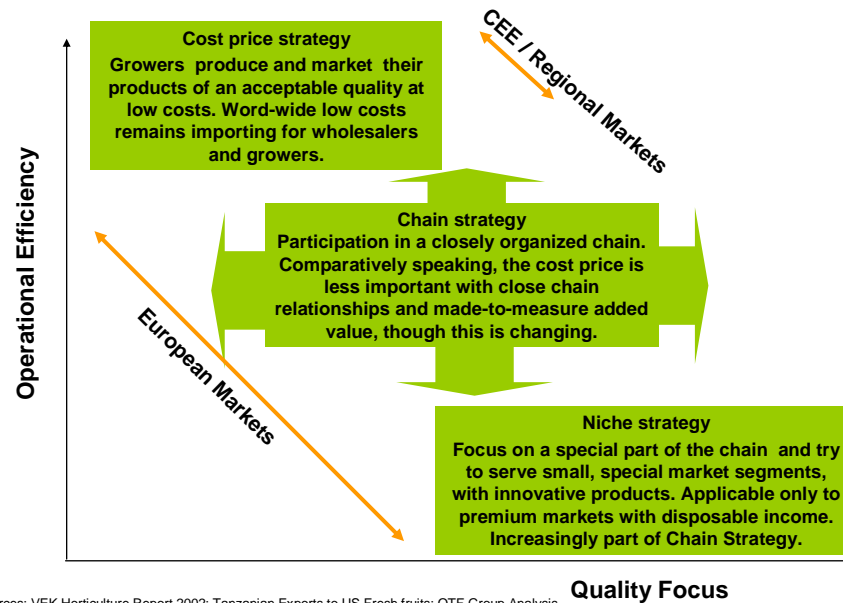 Cost price strategy
Growers produce and market their
products of an acceptable quality at
low costs. Word-wide low costs
remains importing for wholesalers
and growers.
CEE / Regional Markets
Operational Efficiency
Chain strategy
Participation in a closely organized chain.
Comparatively speaking, the cost price is
less important with close chain
relationships and made-to-measure added
value, though this is changing.
European Markets
Niche strategy
Focus on a special part of the chain and try
to serve small, special market segments,
with innovative products. Applicable only to
premium markets with disposable income.
Increasingly part of Chain Strategy.
Quality Focus
VEK Horticulture Report 2002; Tanzanian Exports to US Fresh fruits; OTF Group Analysis